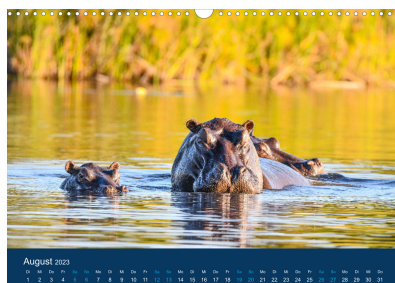 August 2023
Di Mi Do Fr Sa So Mo Di Mi Do Fr Sa So Mo Di Mi Do Fr Sa So Mo Di Mi Do Fr Sa So Mo Di Mi Do
1 2 3 4 5 6 7 8 9 10 11 12 13 14 15 16 17 18 19 20 21 22 23 24 25 26 27 28 29 30 31